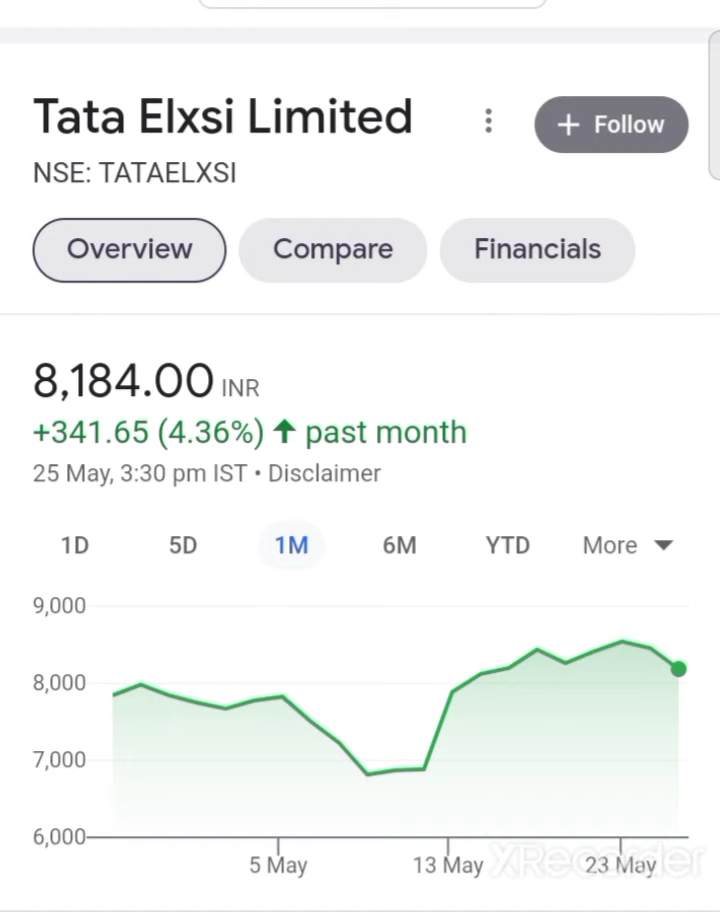 Tata Elxsi Limited
+ Follow
NSE: TATAELXSI
Overview Compare Financials
8,184.00 INR
+341.65 (4.36%) ↑ past month
25 May, 3:30 pm IST • Disclaimer
1D 5D 1M 6M YTD More
9,000
8,000
7,000
6,000
5 May 13 May 23 May
XRecorder